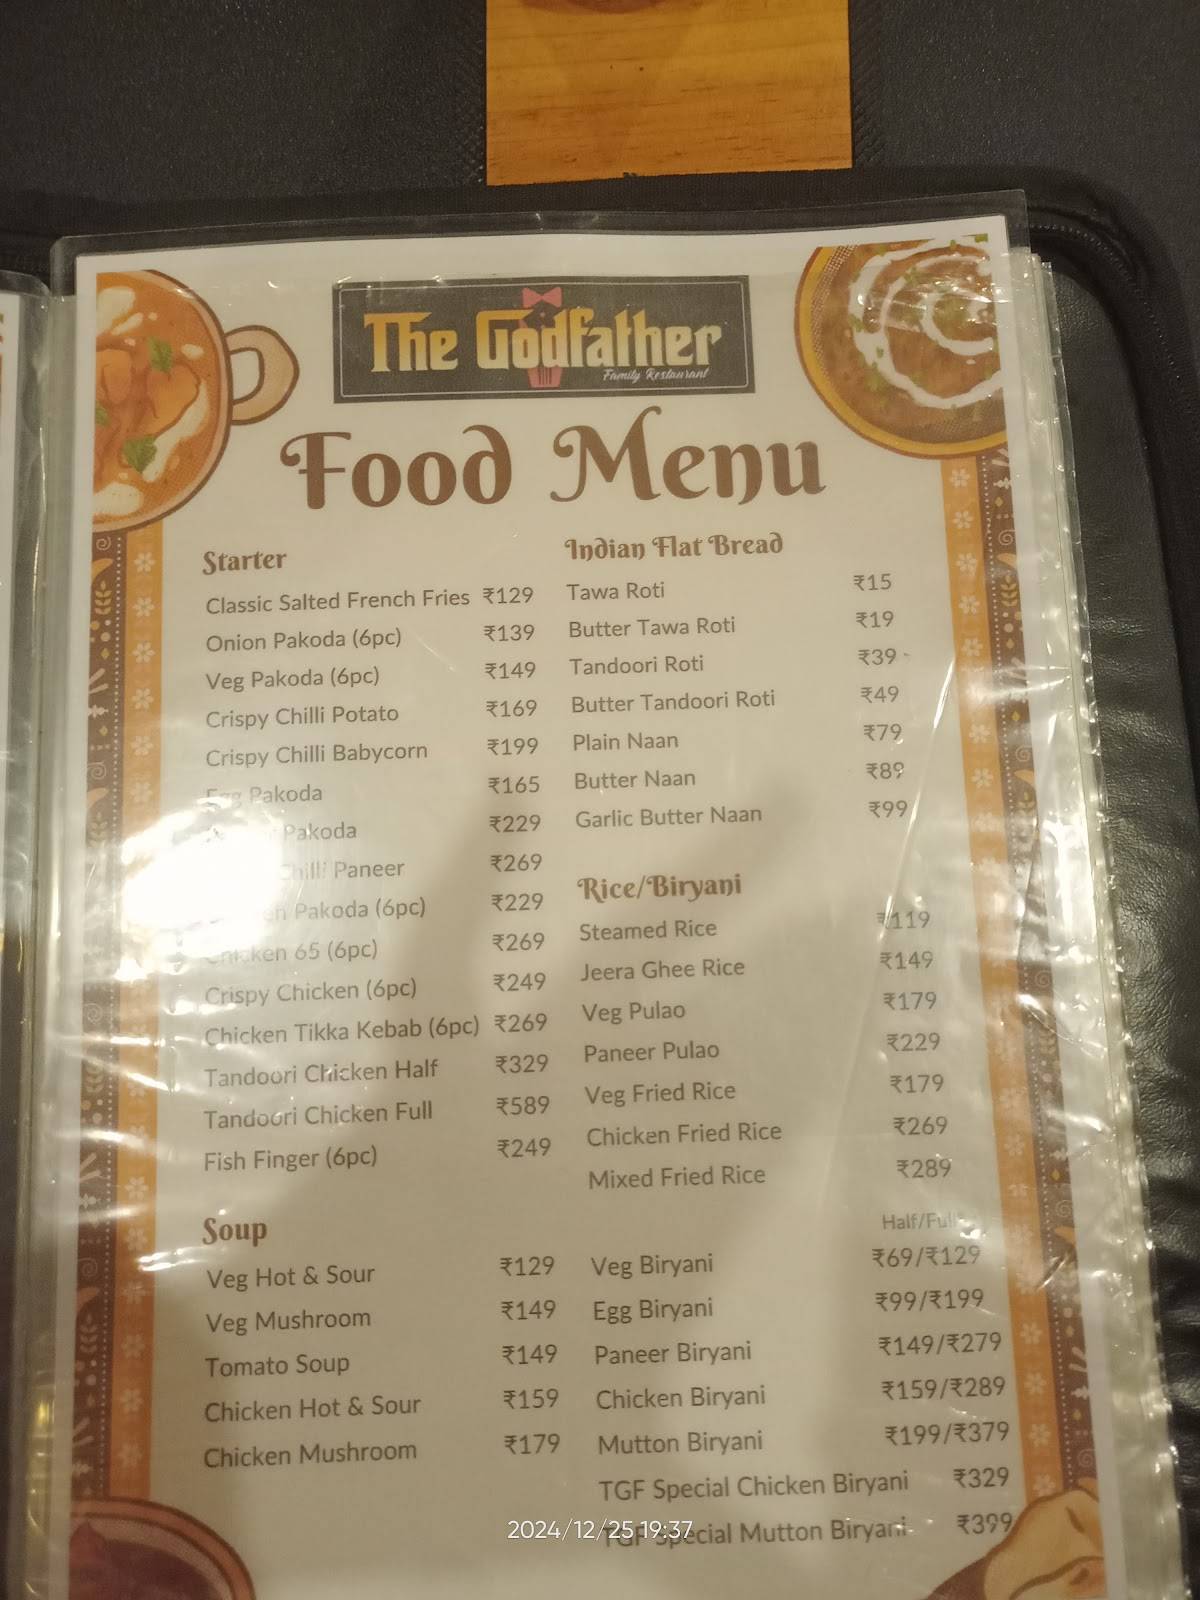 The Godfather
Family Restaurant
Food Menu
Starter
Classic Salted French Fries ₹129
Onion Pakoda (6pc) ₹139
Veg Pakoda (6pc) ₹149
Crispy Chilli Potato ₹169
Crispy Chilli Babycorn ₹199
Egg Pakoda ₹165
Pakoda ₹229
Chilli Paneer ₹269
Chicken Pakoda (6pc) ₹229
Chicken 65 (6pc) ₹269
Crispy Chicken (6pc) ₹249
Chicken Tikka Kebab (6pc) ₹269
Tandoori Chicken Half ₹329
Tandoori Chicken Full ₹589
Fish Finger (6pc) ₹249
Soup
Veg Hot & Sour ₹129
Veg Mushroom ₹149
Tomato Soup ₹149
Chicken Hot & Sour ₹159
Chicken Mushroom ₹179
Indian Flat Bread
Tawa Roti ₹15
Butter Tawa Roti ₹19
Tandoori Roti ₹39
Butter Tandoori Roti ₹49
Plain Naan ₹79
Butter Naan ₹89
Garlic Butter Naan ₹99
Rice/Biryani
Steamed Rice ₹119
Jeera Ghee Rice ₹149
Veg Pulao ₹179
Paneer Pulao ₹229
Veg Fried Rice ₹179
Chicken Fried Rice ₹269
Mixed Fried Rice ₹289
Half/Full
Veg Biryani ₹69/₹129
Egg Biryani ₹99/₹199
Paneer Biryani ₹149/₹279
Chicken Biryani ₹159/₹289
Mutton Biryani ₹199/₹379
TGF Special Chicken Biryani ₹329
TGF Special Mutton Biryani ₹399
2024/12/25 19:37